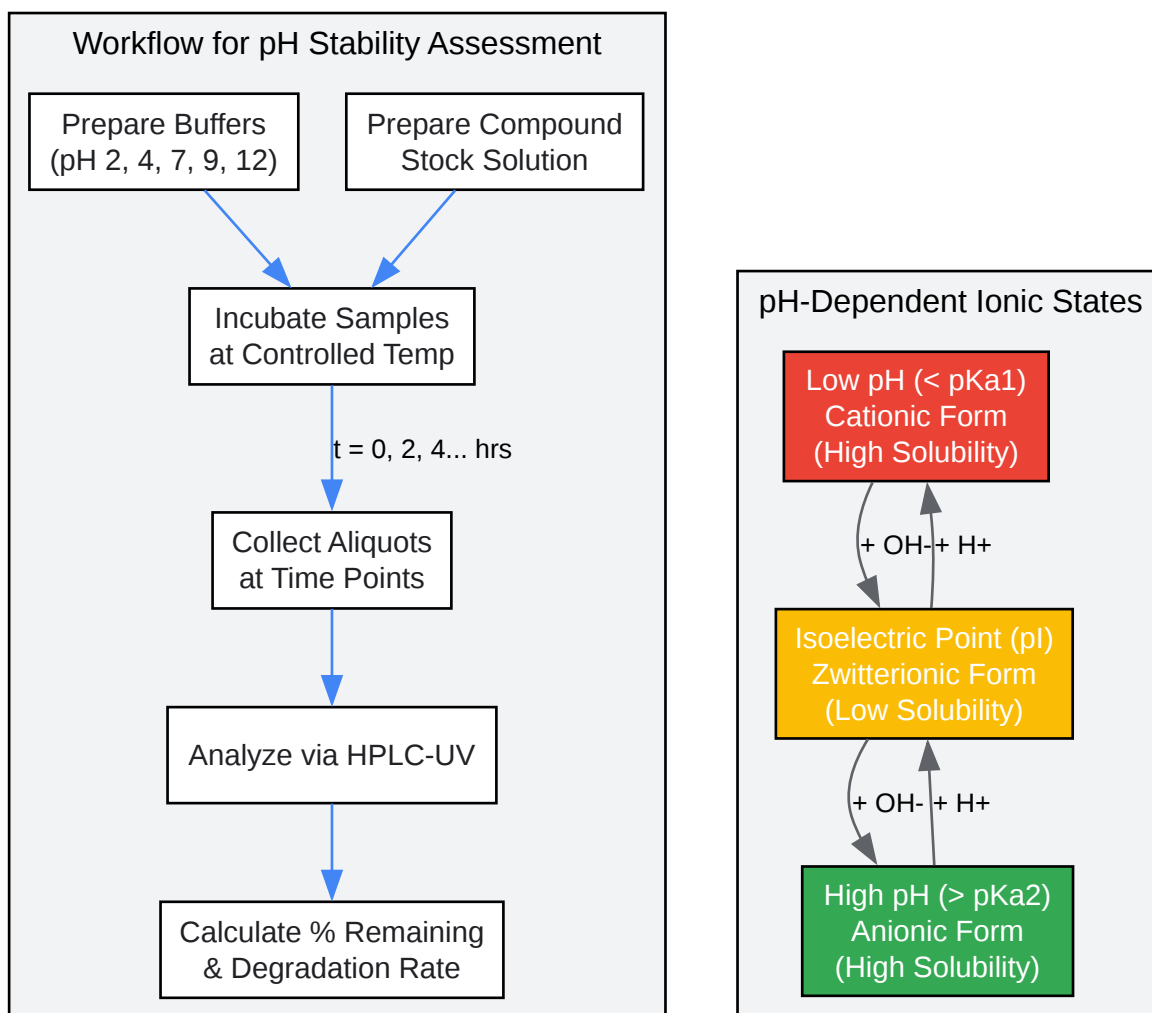 Workflow for pH Stability Assessment
Prepare Buffers
(pH 2, 4, 7, 9, 12)
Prepare Compound
Stock Solution
Incubate Samples
at Controlled Temp
t = 0, 2, 4... hrs
Collect Aliquots
at Time Points
Analyze via HPLC-UV
Calculate % Remaining
& Degradation Rate
pH-Dependent Ionic States
Low pH (< pKa1)
Cationic Form
(High Solubility)
+ OH-
+ H+
Isoelectric Point (pI)
Zwitterionic Form
(Low Solubility)
+ OH-
+ H+
High pH (> pKa2)
Anionic Form
(High Solubility)